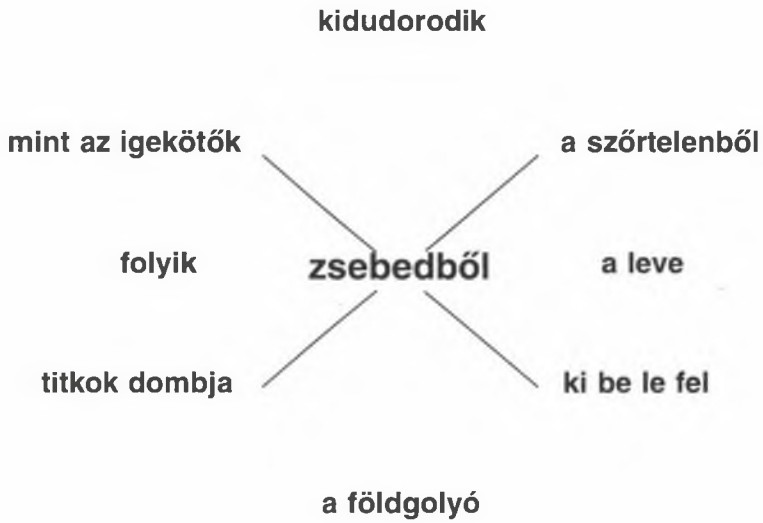 kidudorodik
mint az igekötők
a szőrtelenből
folyik
zsebedből
a leve
titkok dombja
ki be le fel
a földgolyó